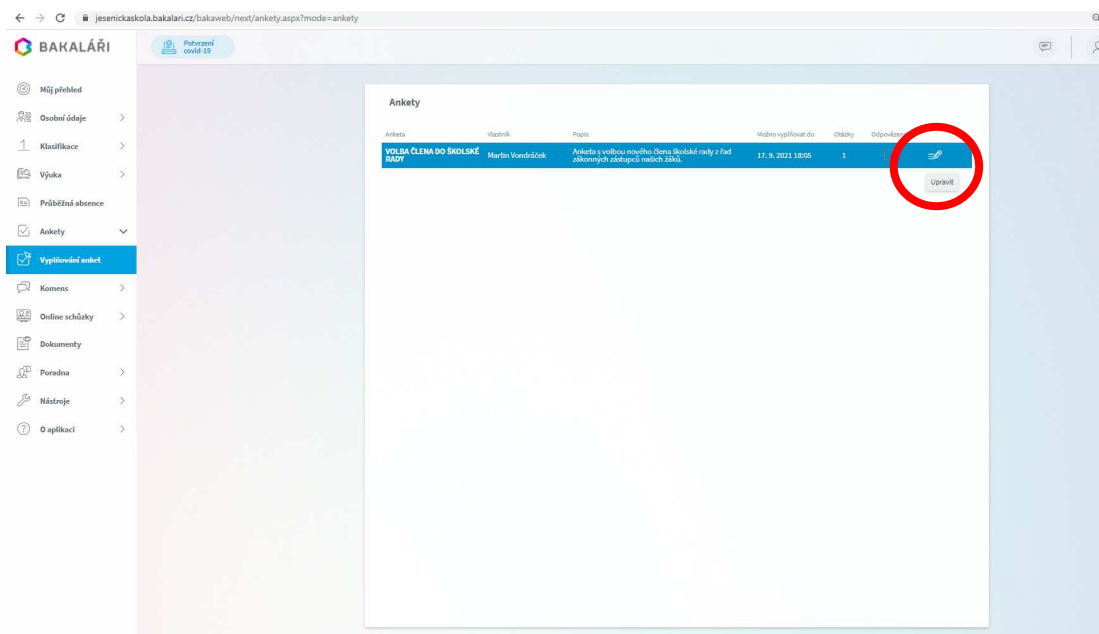 jesenickaskola.bakalari.cz/bakaweb/next/ankety.aspx?mode=ankety
BAKALÁŘI
Potvrzení
covid-19
Můj přehled
Osobní údaje
Klasifikace
Výuka
Průběžná absence
Ankety
Vyplňování anket
Komens
Online schůzky
Dokumenty
Poradna
Nástroje
O aplikaci
Ankety
Anketa Vlastník Popis Možno vyplňovat do Otázky Odpovězeno
VOLBA ČLENA DO ŠKOLSKÉ RADY
Martin Vondráček
Anketa s volbou nového člena školské rady z řad
zákonných zástupců našich žáků.
17. 9. 2021 18:05
1
Upravit